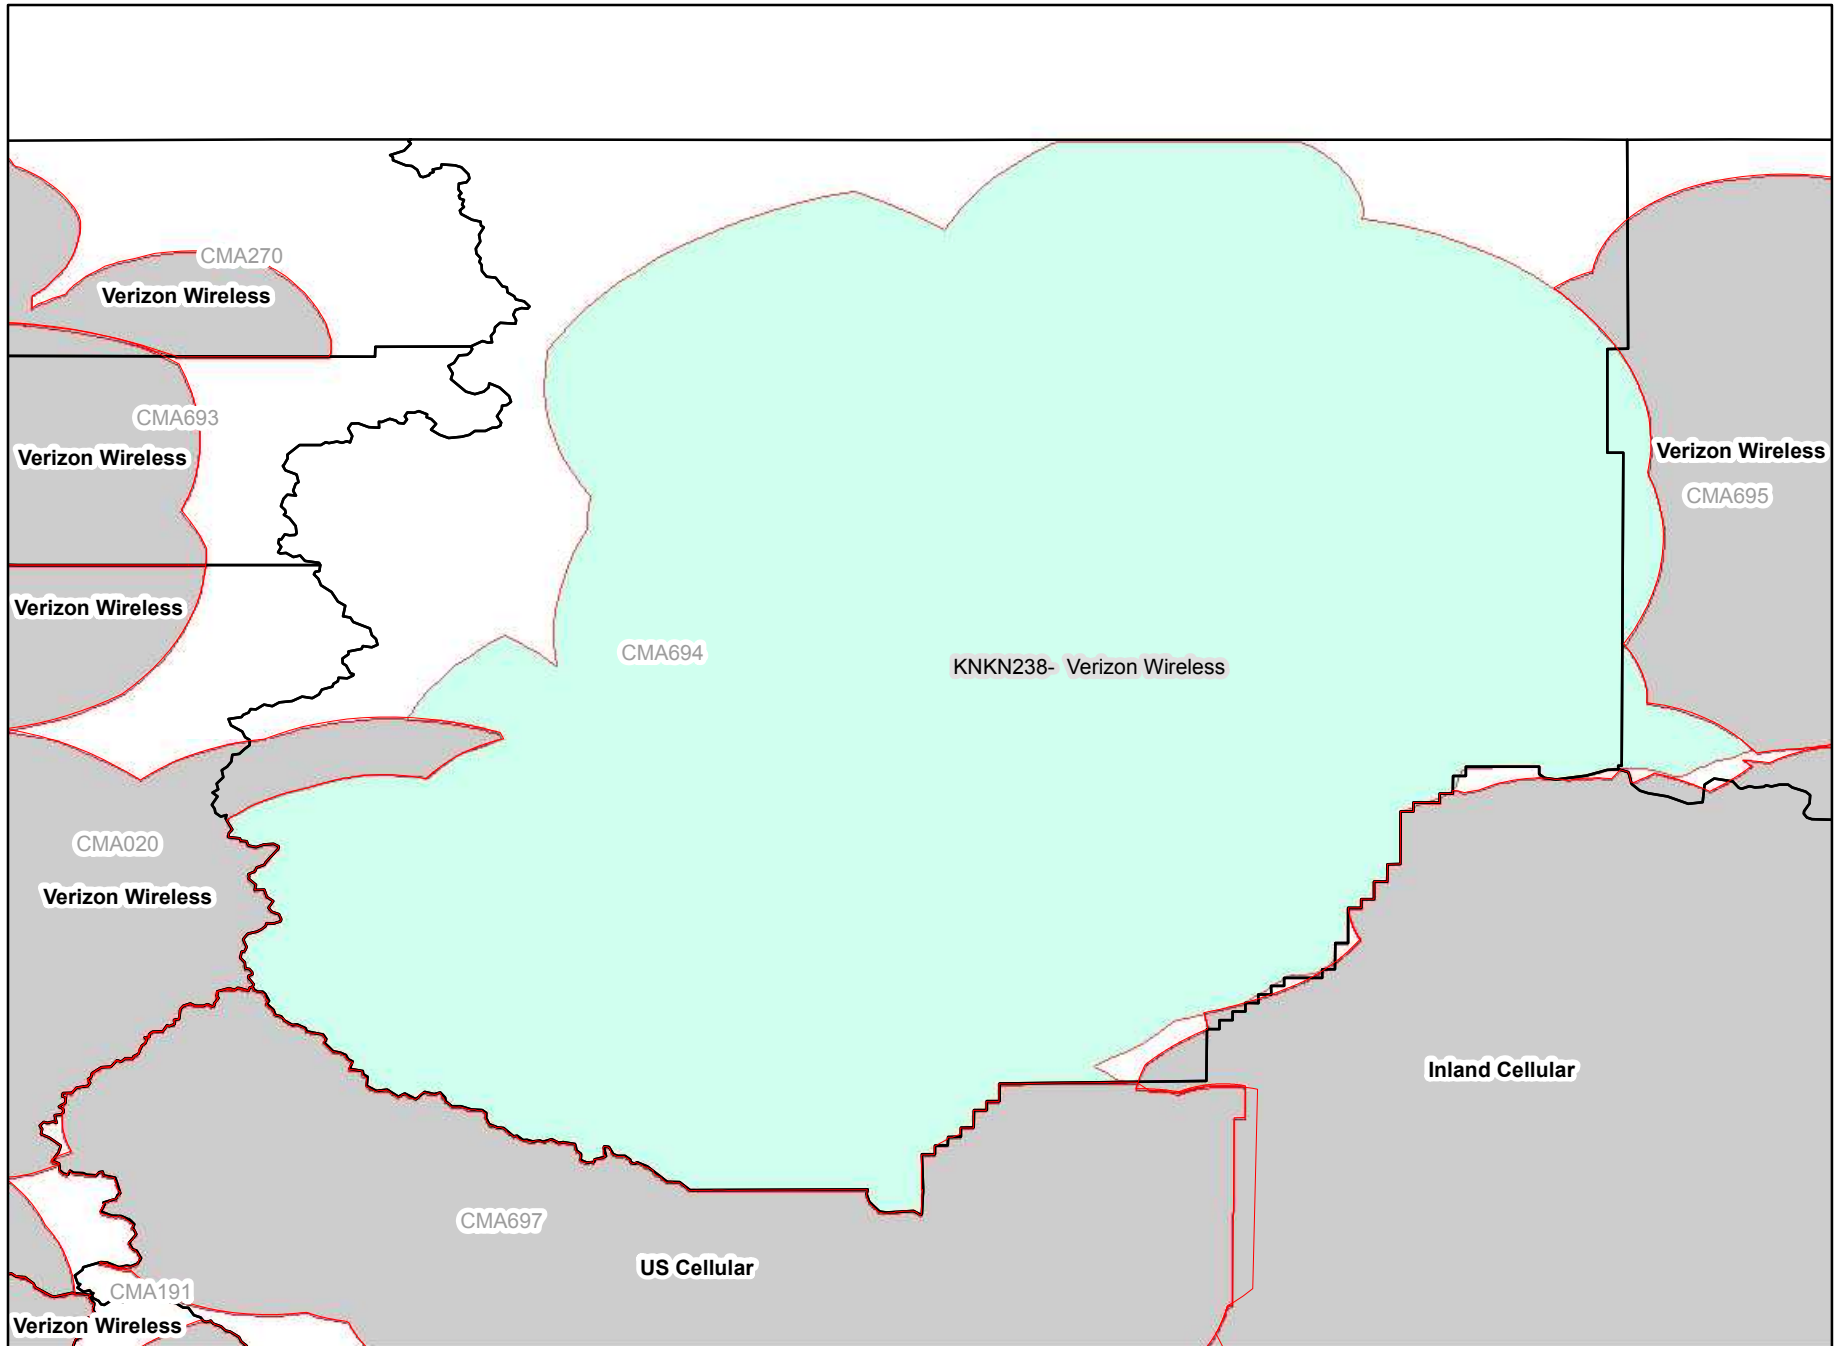 CMA270
Verizon Wireless
CMA693
Verizon Wireless
Verizon Wireless
CMA695
Verizon Wireless
CMA694
KNKN238- Verizon Wireless
CMA020
Verizon Wireless
Inland Cellular
CMA697
US Cellular
CMA191
Verizon Wireless